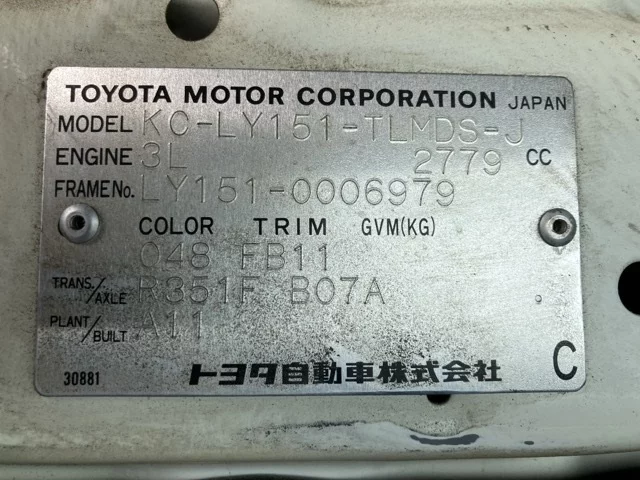 TOYOTA MOTOR CORPORATION JAPAN
MODEL KC-LY151-TLMDS-J
ENGINE 3L 2779 CC
FRAME No. LY151-0006979
COLOR TRIM GVM(KG)
048 FB11
TRANS./AXLE R351F B07A
PLANT/BUILT A11
30881 トヨタ自動車株式会社 C